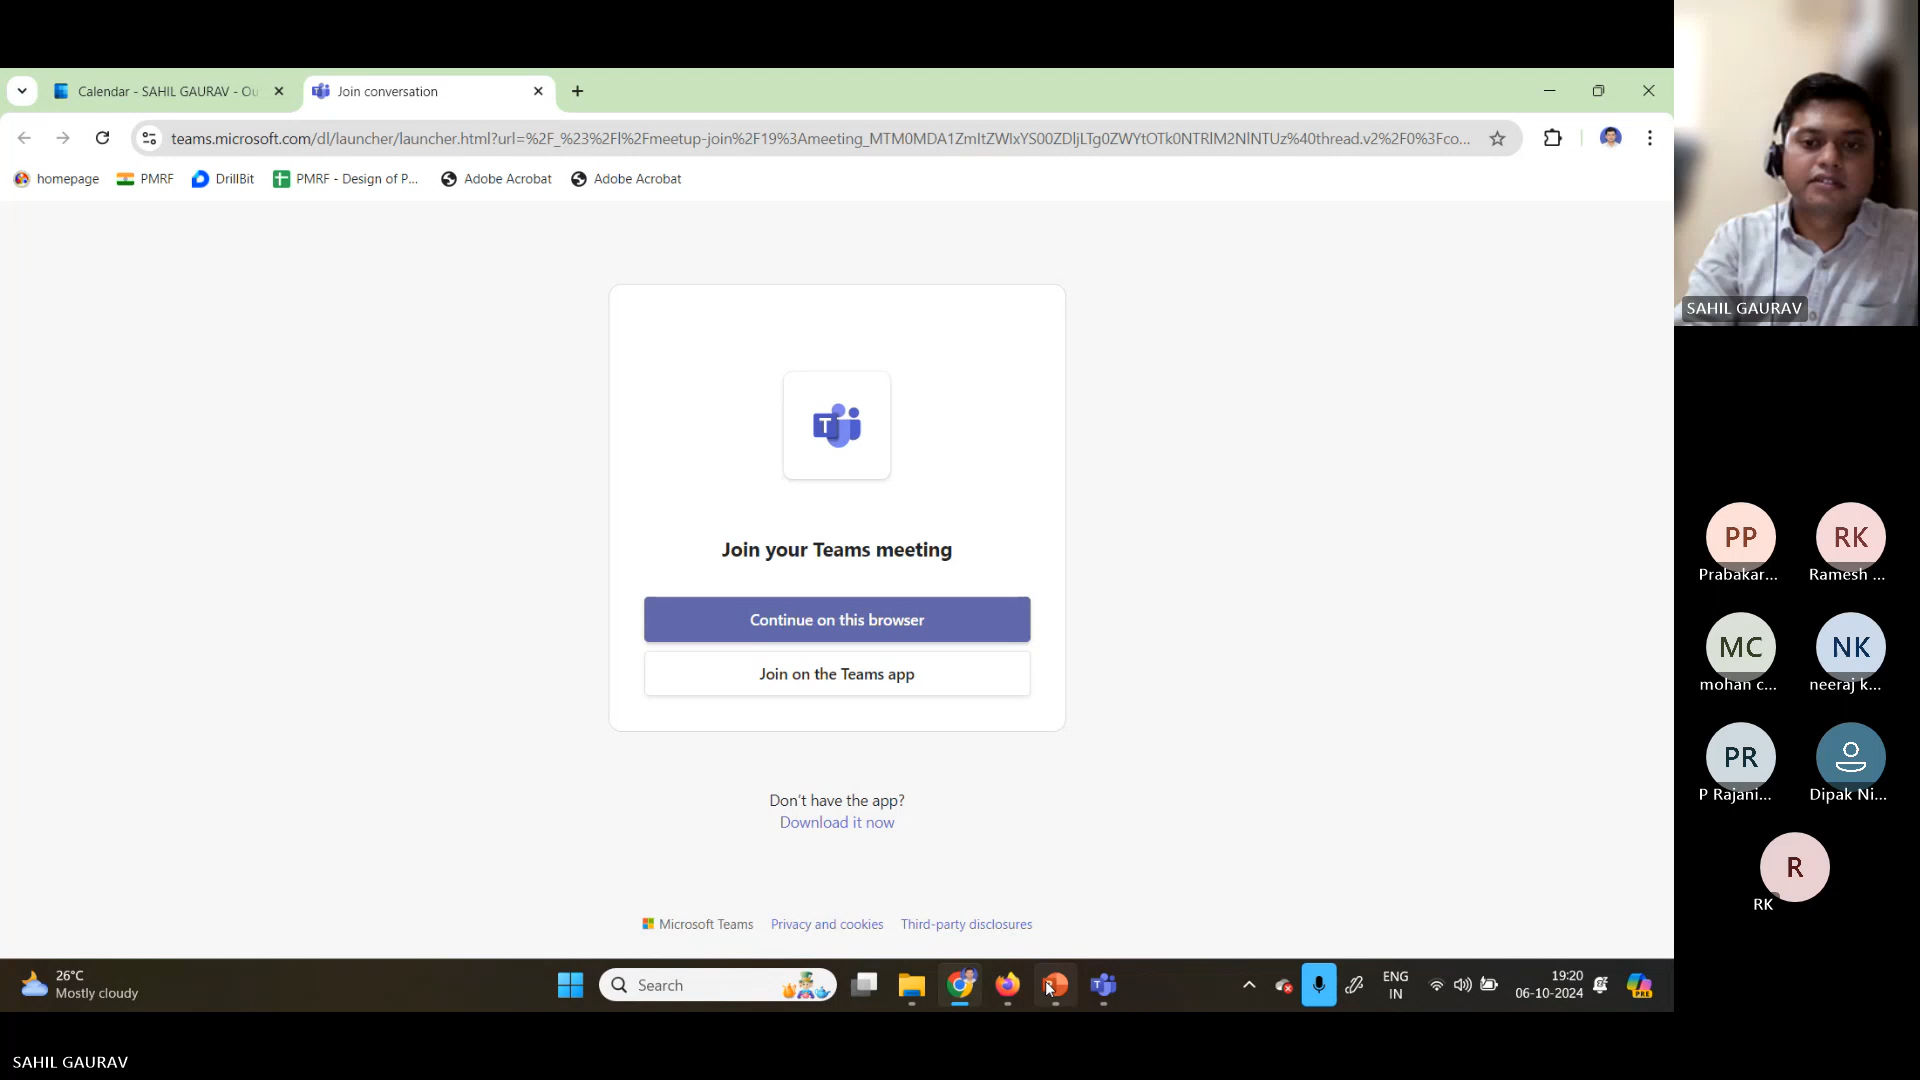 Calendar - SAHIL GAURAV - Ou
Join conversation
teams.microsoft.com/dl/launcher/launcher.html?url=%2F_%23%2Fl%2Fmeetup-join%2F19%3Ameeting_MTM0MDA1ZmItZWIxYS00ZDljLTg0ZWYtOTk0NTRlM2NlNTUz%40thread.v2%2F0%3Fco...
homepage
PMRF
DrillBit
PMRF - Design of P...
Adobe Acrobat
Adobe Acrobat
SAHIL GAURAV
T
Join your Teams meeting
Continue on this browser
Join on the Teams app
Don't have the app?
Download it now
Microsoft Teams
Privacy and cookies
Third-party disclosures
PP
RK
Prabakar...
Ramesh ...
MC
NK
mohan c...
neeraj k...
PR
P Rajani...
Dipak Ni...
R
RK
26°C
Mostly cloudy
Search
ENG
IN
19:20
06-10-2024
PRE
SAHIL GAURAV